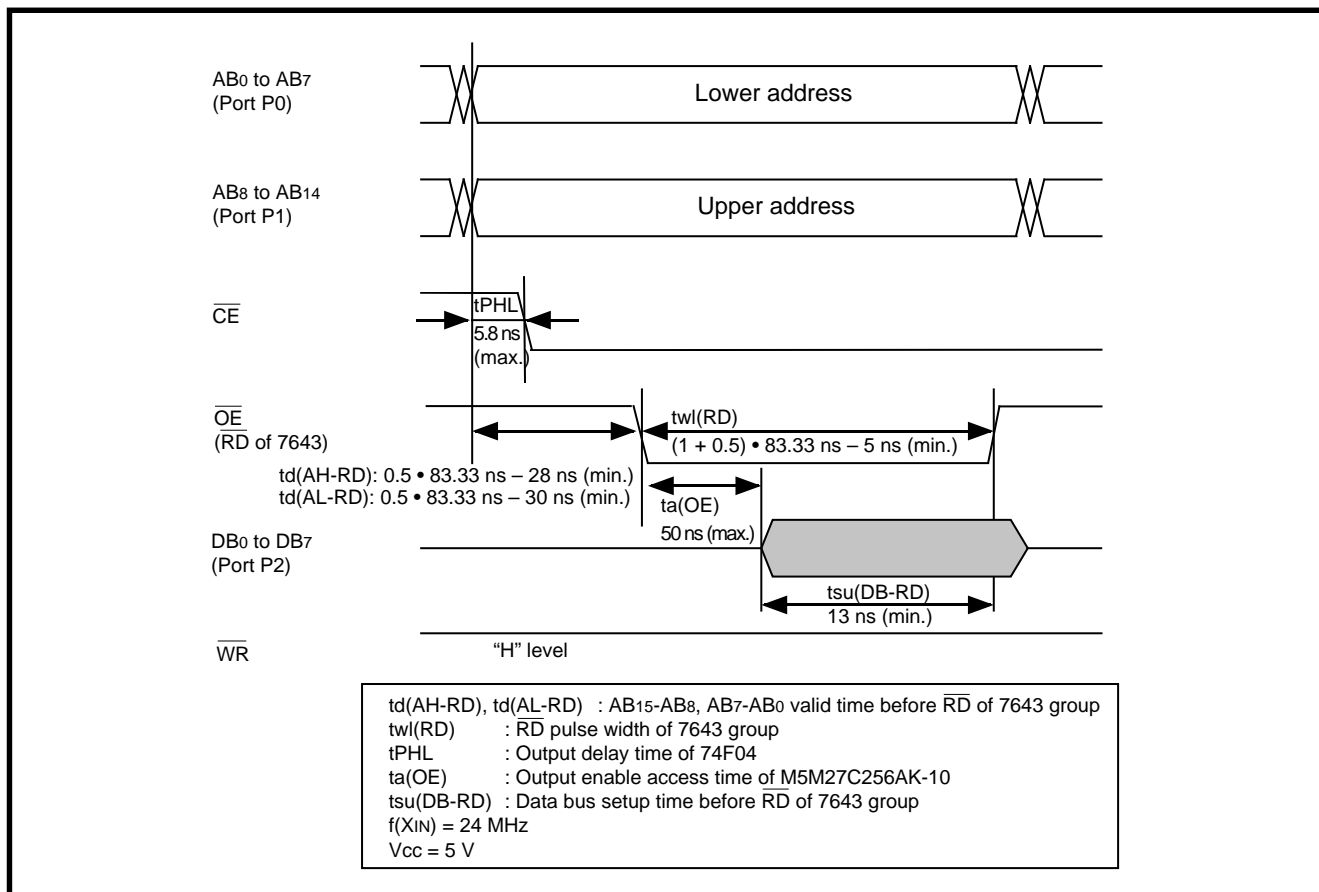 AB0 to AB7
(Port P0)
Lower address
AB8 to AB14
(Port P1)
Upper address
CE
tPHL
5.8 ns
(max.)
OE
(RD of 7643)
twl(RD)
(1 + 0.5) • 83.33 ns – 5 ns (min.)
td(AH-RD): 0.5 • 83.33 ns – 28 ns (min.)
td(AL-RD): 0.5 • 83.33 ns – 30 ns (min.)
ta(OE)
50 ns (max.)
DB0 to DB7
(Port P2)
tsu(DB-RD)
13 ns (min.)
WR
“H” level
td(AH-RD), td(AL-RD) : AB15-AB8, AB7-AB0 valid time before RD of 7643 group
twl(RD) : RD pulse width of 7643 group
tPHL : Output delay time of 74F04
ta(OE) : Output enable access time of M5M27C256AK-10
tsu(DB-RD) : Data bus setup time before RD of 7643 group
f(XIN) = 24 MHz
Vcc = 5 V